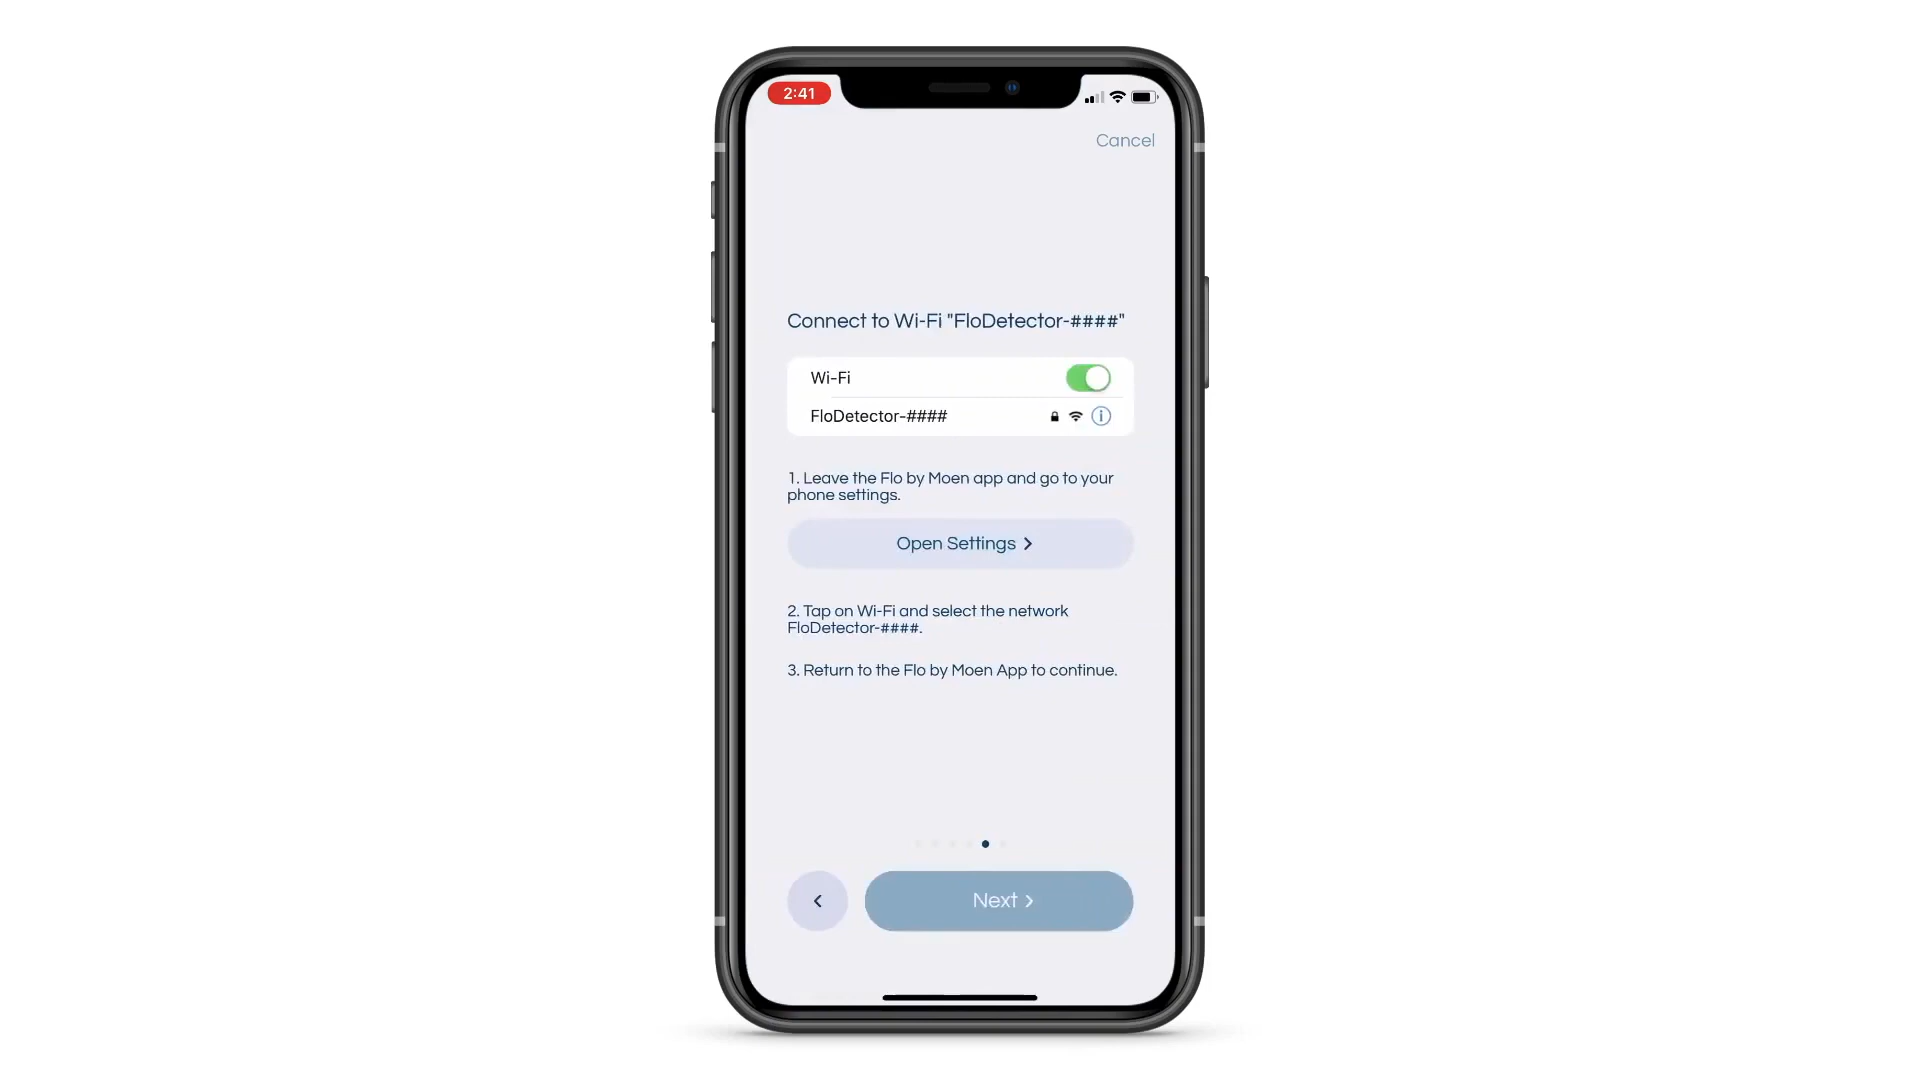 2:41
Cancel
Connect to Wi-Fi "FloDetector-####"
Wi-Fi
FloDetector-####
1. Leave the Flo by Moen app and go to your
phone settings.
Open Settings >
2. Tap on Wi-Fi and select the network
FloDetector-####.
3. Return to the Flo by Moen App to continue.
Next >